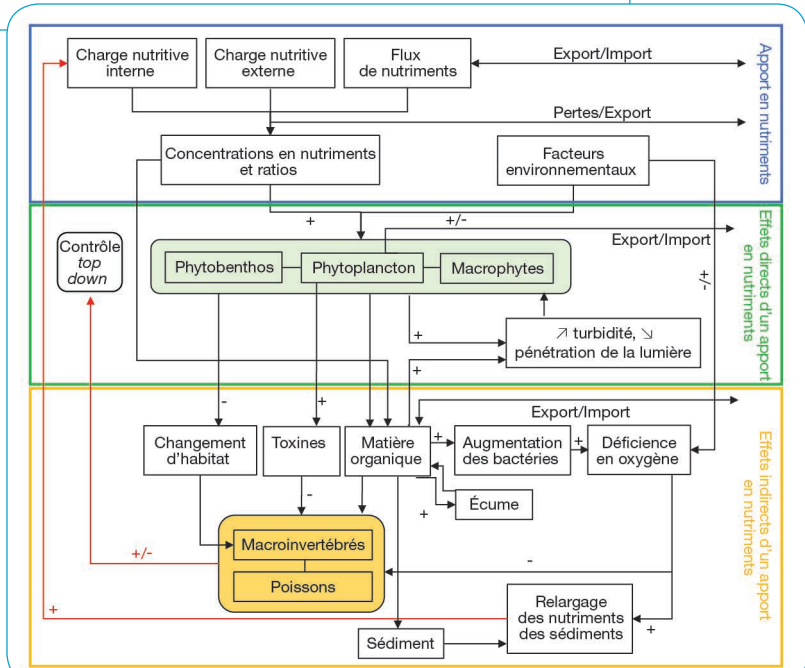 Charge nutritive
interne
Charge nutritive
externe
Flux
de nutriments
Export/Import
Pertes/Export
Concentrations en nutriments
et ratios
Facteurs
environnementaux
Apport en nutriments
+
+/-
Export/Import
-/+
Contrôle
top
down
Phytobenthos
Phytoplancton
Macrophytes
+
↗ turbidité, ↘
pénétration de la lumière
+
Effets directs d'un apport
en nutriments
-
+
Export/Import
Changement
d'habitat
Toxines
Matière
organique
+
Augmentation
des bactéries
+
Déficience
en oxygène
-
+
Écume
Macroinvertébrés
Poissons
+/-
-
+
Relargage
des nutriments
des sédiments
+
Sédiment
Effets indirects d'un apport
en nutriments